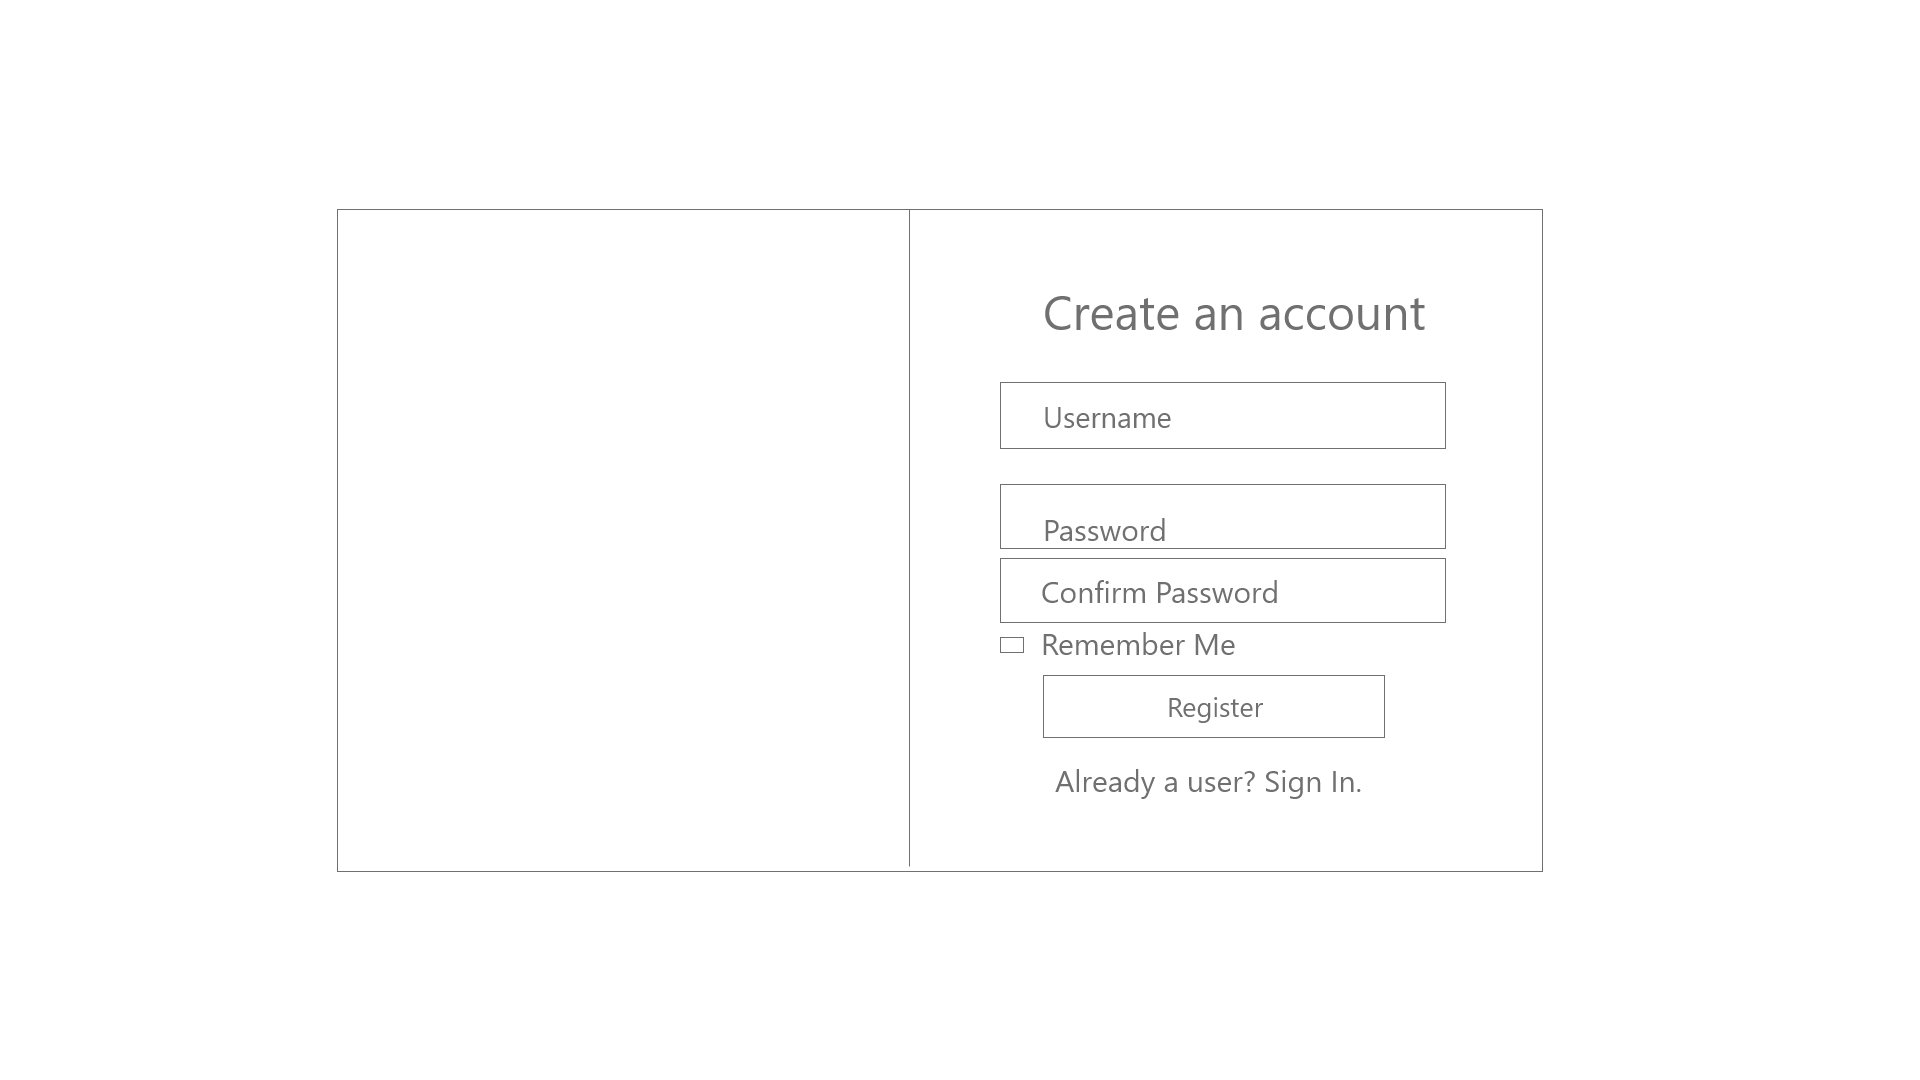 Create an account
Username
Password
Confirm Password
Remember Me
Register
Already a user? Sign In.